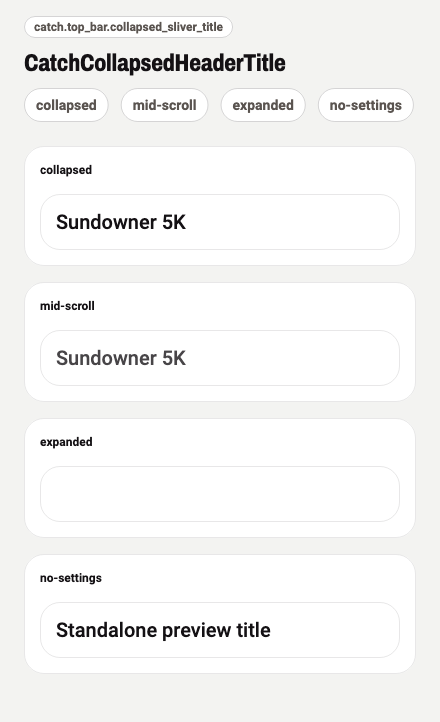 catch.top_bar.collapsed_sliver_title
CatchCollapsedHeaderTitle
collapsed mid-scroll expanded no-settings
collapsed
Sundowner 5K
mid-scroll
Sundowner 5K
expanded
no-settings
Standalone preview title